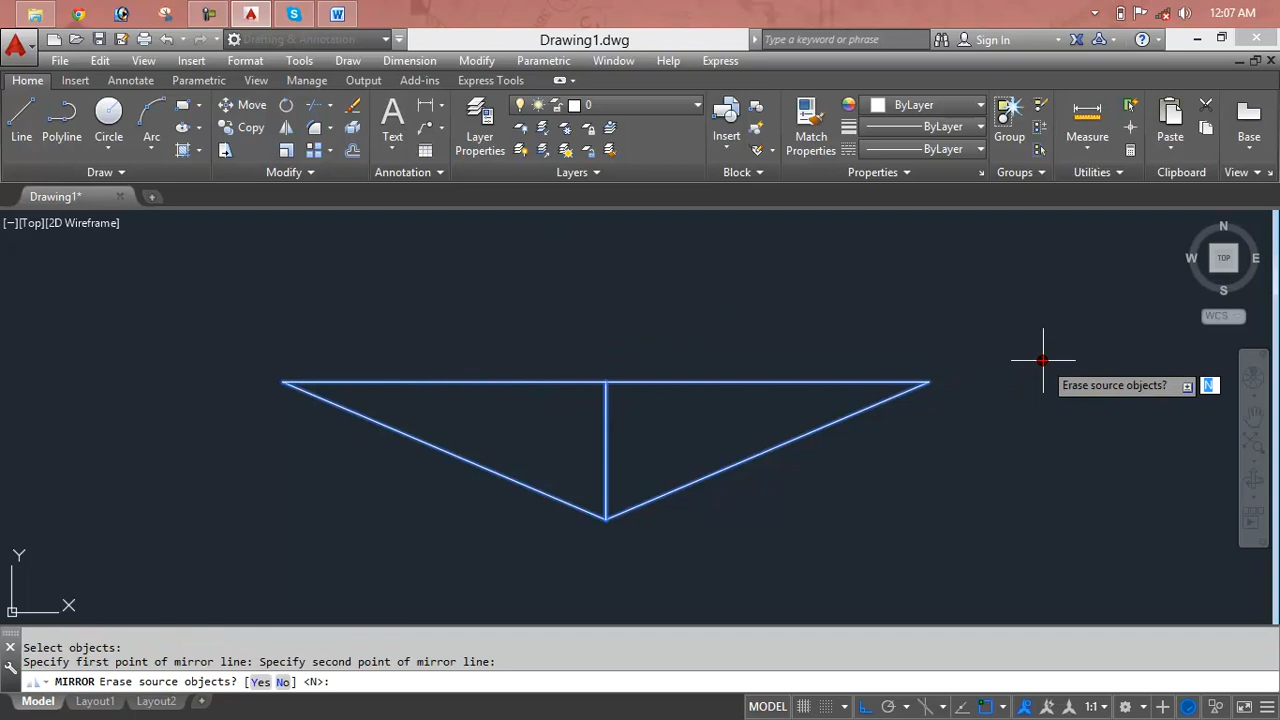 12:07 AM
Drafting & Annotation
Drawing1.dwg
Type a keyword or phrase
Sign In
File Edit View Insert Format Tools Draw Dimension Modify Parametric Window Help Express
Home Insert Annotate Parametric View Manage Output Add-ins Express Tools
Line
Polyline
Circle
Arc
Draw
Move
Copy
Modify
Text
Annotation
Layer
Properties
0
Layers
Insert
Block
Match
Properties
ByLayer
ByLayer
ByLayer
Properties
Group
Groups
Measure
Utilities
Paste
Clipboard
Base
View
Drawing1*
[−][Top][2D Wireframe]
N
W TOP E
S
WCS
Erase source objects? N
Y
X
Select objects:
Specify first point of mirror line: Specify second point of mirror line:
MIRROR Erase source objects? [Yes No] <N>:
Model Layout1 Layout2 +
MODEL 1:1